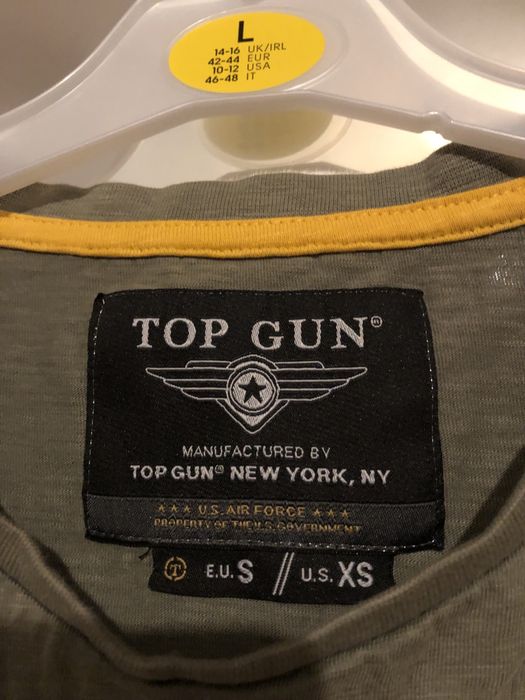 L
14-16 UK/IRL
42-44 EUR
10-12 USA
46-48 IT
TOP GUN®
MANUFACTURED BY
TOP GUN® NEW YORK, NY
★★★ U.S. AIR FORCE ★★★
PROPERTY OF THE U.S. GOVERNMENT
T E.U. S // U.S. XS